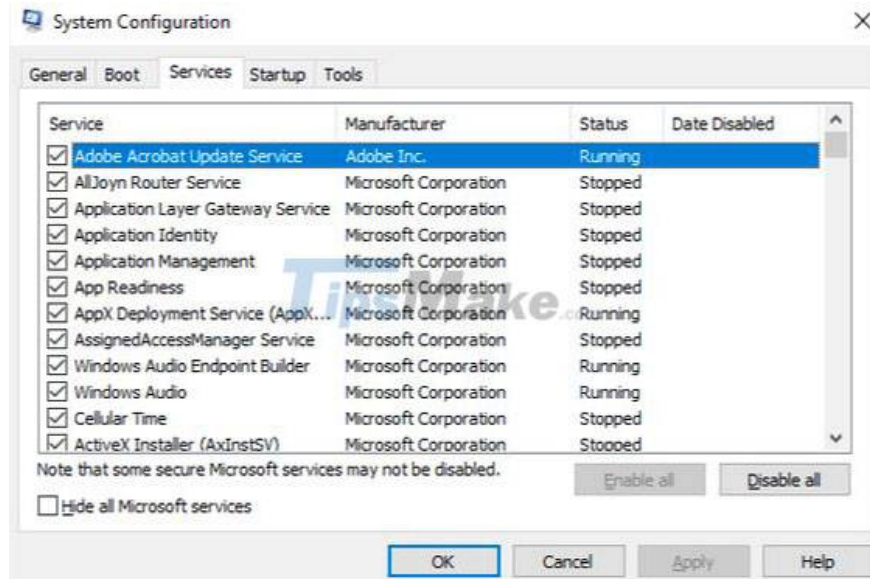 System Configuration
General Boot Services Startup Tools
Service Manufacturer Status Date Disabled
Adobe Acrobat Update Service Adobe Inc. Running
AllJoyn Router Service Microsoft Corporation Stopped
Application Layer Gateway Service Microsoft Corporation Stopped
Application Identity Microsoft Corporation Stopped
Application Management Microsoft Corporation Stopped
App Readiness Microsoft Corporation Stopped
AppX Deployment Service (AppX... Microsoft Corporation Running
TipsMake.com
AssignedAccessManager Service Microsoft Corporation Stopped
Windows Audio Endpoint Builder Microsoft Corporation Running
Windows Audio Microsoft Corporation Running
Cellular Time Microsoft Corporation Stopped
ActiveX Installer (AxInstSV) Microsoft Corporation Stopped
Note that some secure Microsoft services may not be disabled.
Enable all Disable all
Hide all Microsoft services
OK Cancel Apply Help